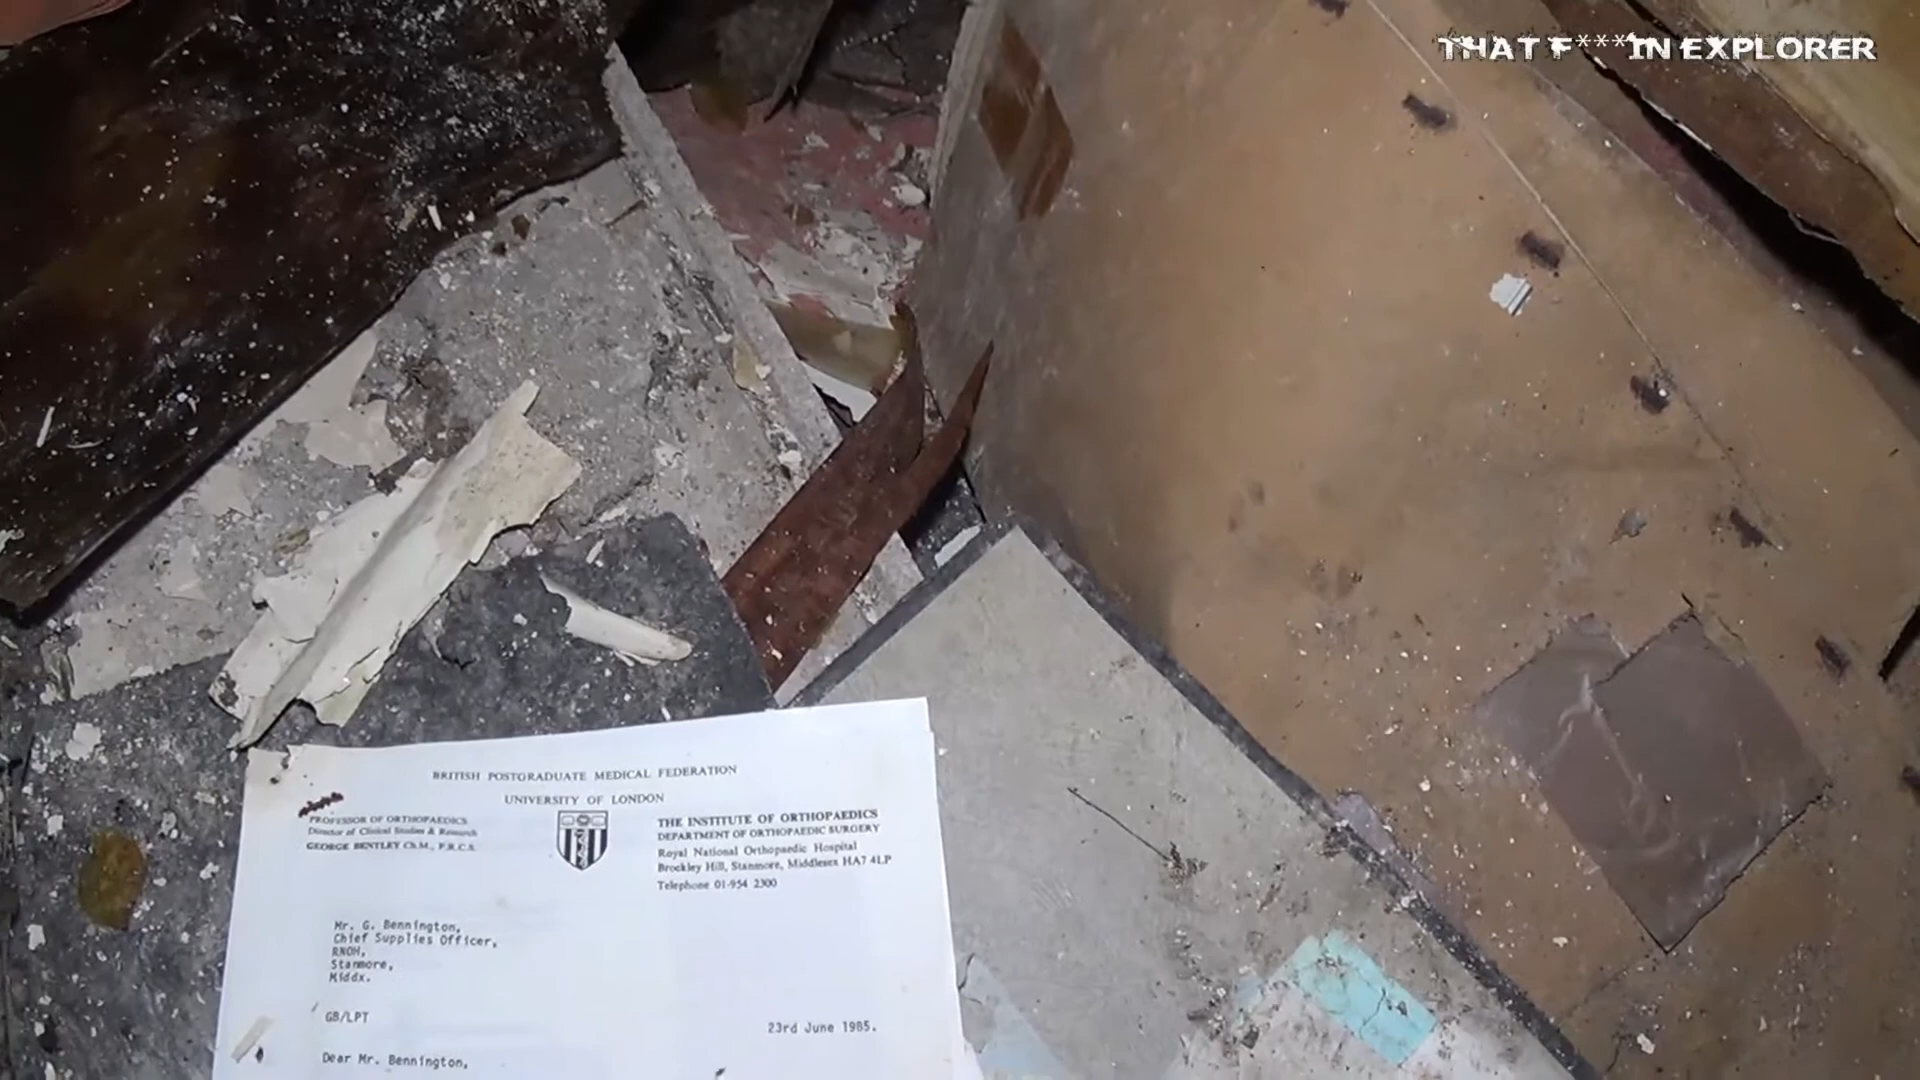 THAT F***IN EXPLORER
BRITISH POSTGRADUATE MEDICAL FEDERATION
UNIVERSITY OF LONDON
PROFESSOR OF ORTHOPAEDICS
Director of Clinical Studies & Research
GEORGE BENTLEY Ch.M., F.R.C.S.
THE INSTITUTE OF ORTHOPAEDICS
DEPARTMENT OF ORTHOPAEDIC SURGERY
Royal National Orthopaedic Hospital
Brockley Hill, Stanmore, Middlesex HA7 4LP
Telephone 01-954 2300
Mr. G. Bennington,
Chief Supplies Officer,
RNOH,
Stanmore,
Middx.
GB/LPT
23rd June 1985.
Dear Mr. Bennington,